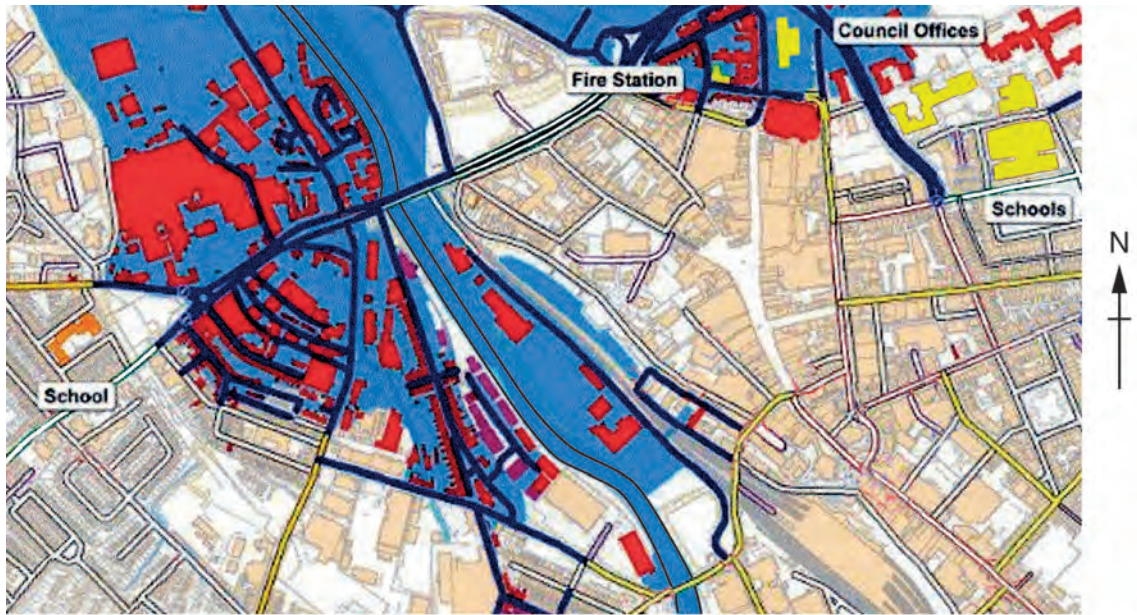 Council Offices
Fire Station
Schools
N
School